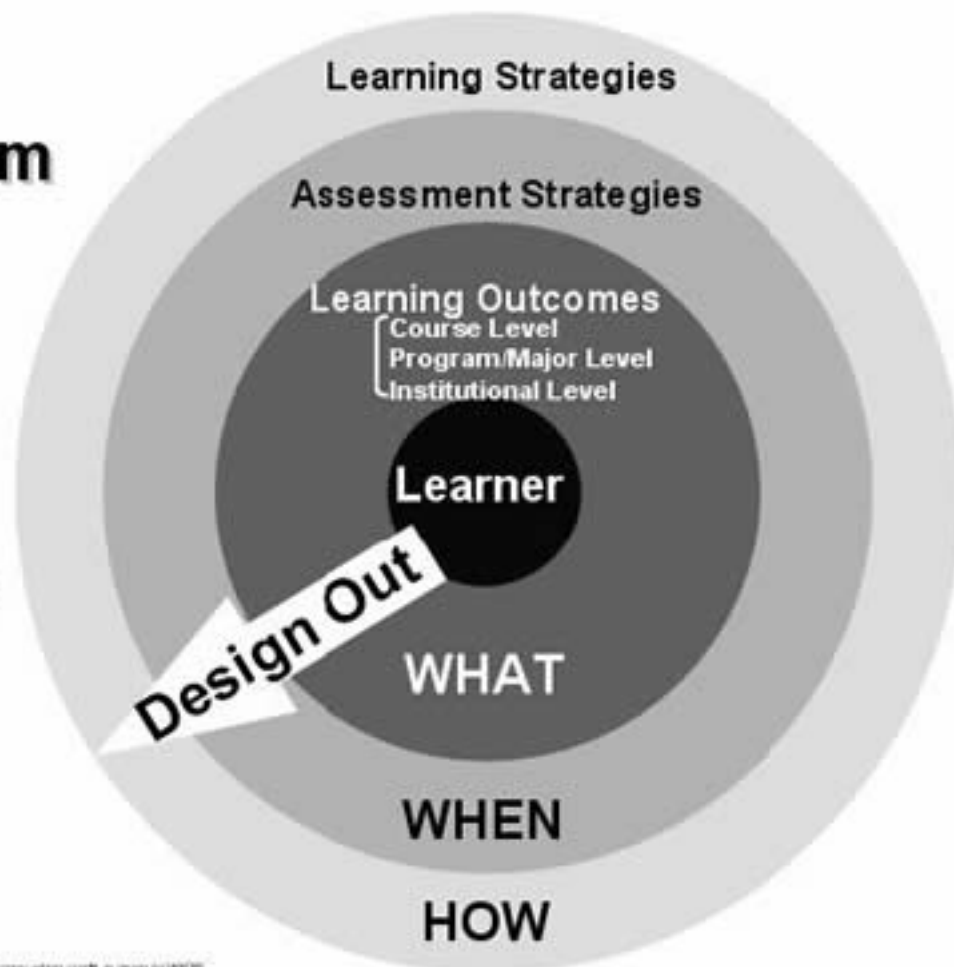 Learning Strategies
m
Assessment Strategies
Learning Outcomes
Course Level
Program/Major Level
Institutional Level
Learner
Design Out
WHAT
WHEN
HOW